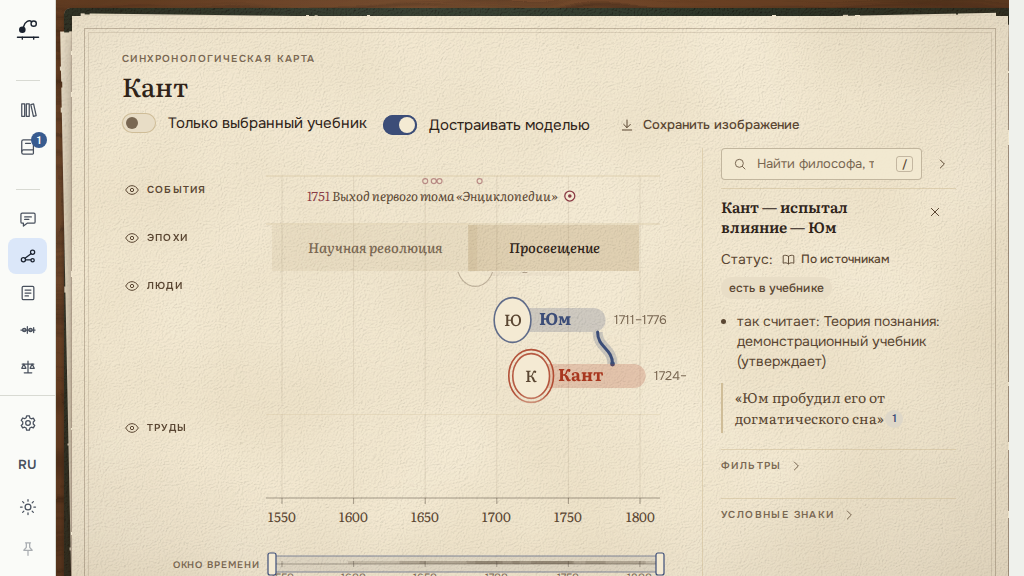 СИНХРОНОЛОГИЧЕСКАЯ КАРТА
Кант
Только выбранный учебник
Достраивать моделью
Сохранить изображение
1
RU
СОБЫТИЯ
1751 Выход первого тома «Энциклопедии»
ЭПОХИ
Научная революция
Просвещение
ЛЮДИ
Ю
Юм
1711–1776
К
Кант
1724–
ТРУДЫ
1550
1600
1650
1700
1750
1800
ОКНО ВРЕМЕНИ
Найти философа, т
/
Кант — испытал
влияние — Юм
Статус: По источникам
есть в учебнике
• так считает: Теория познания:
демонстрационный учебник
(утверждает)
«Юм пробудил его от
догматического сна» 1
ФИЛЬТРЫ
УСЛОВНЫЕ ЗНАКИ